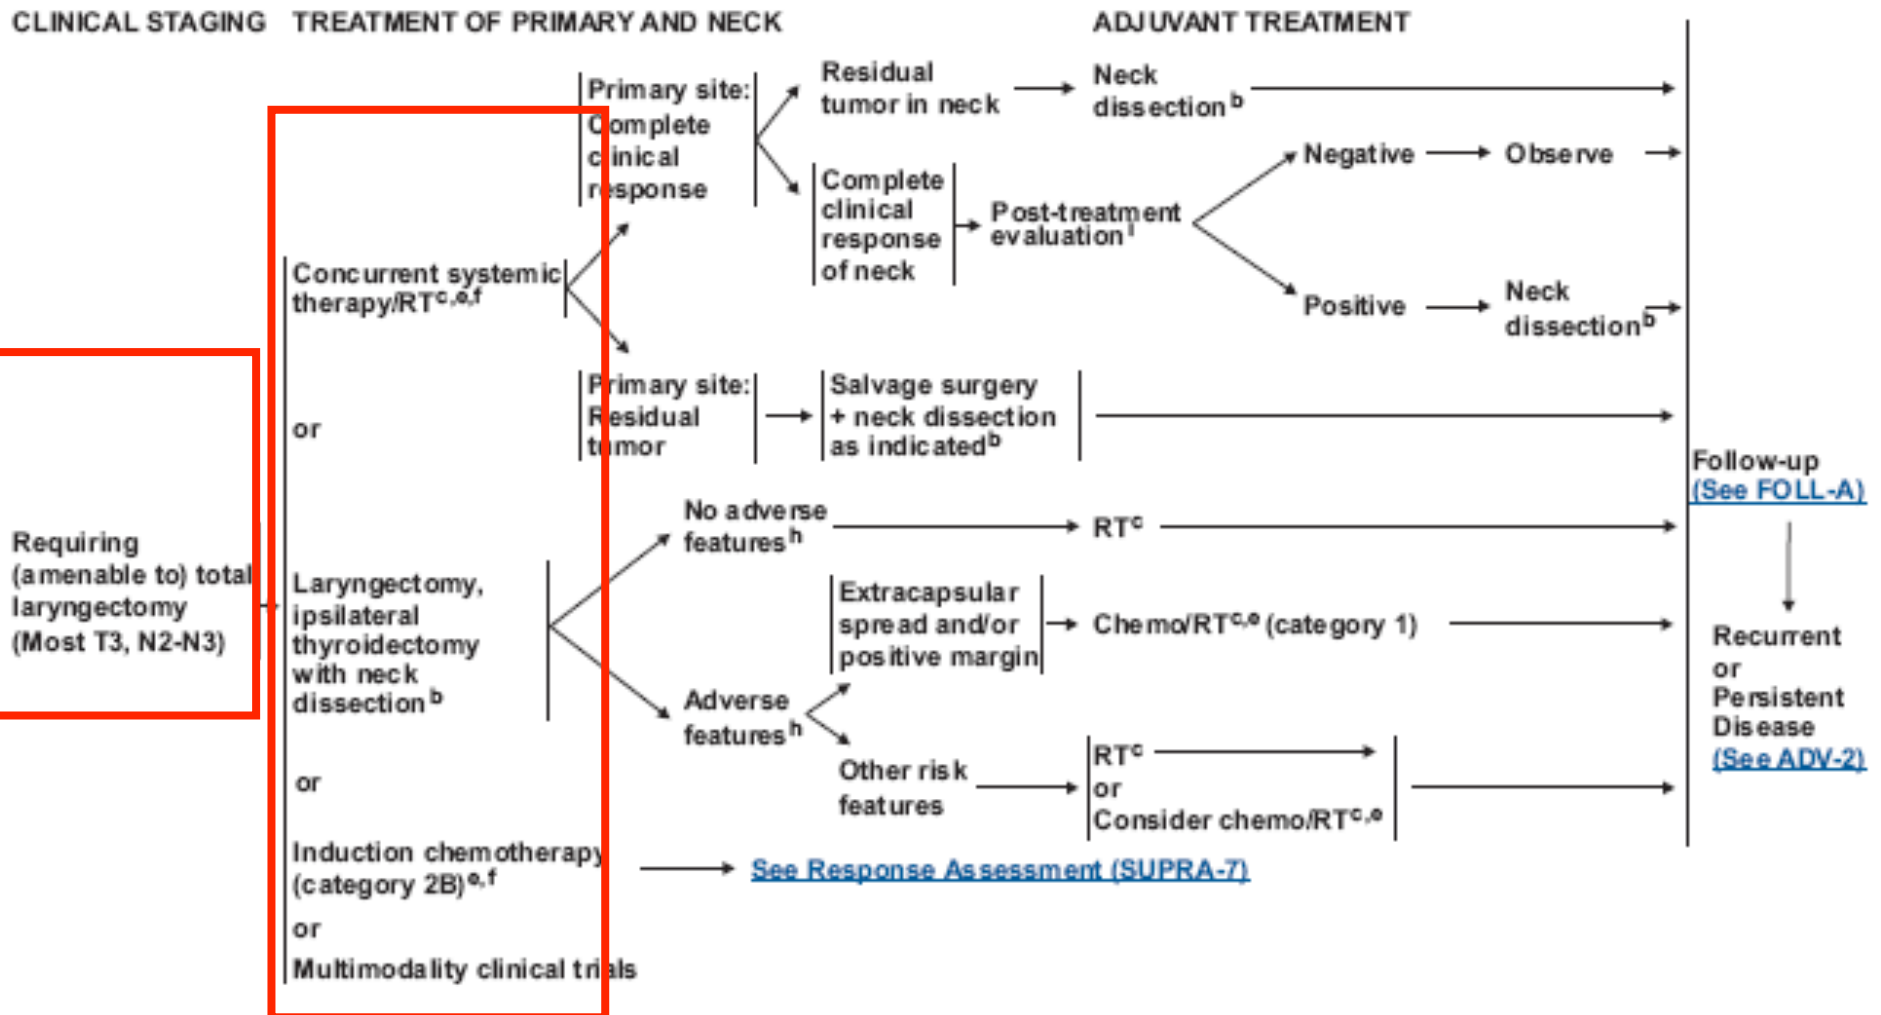 CLINICAL STAGING TREATMENT OF PRIMARY AND NECK ADJUVANT TREATMENT
Requiring
(amenable to) total
laryngectomy
(Most T3, N2-N3)
Concurrent systemic
therapy/RTc,e,f
or
Laryngectomy,
ipsilateral
thyroidectomy
with neck
dissection b
or
Induction chemotherapy
(category 2B)e,f
or
Multimodality clinical trials
Primary site:
Complete
clinical
response
Residual
tumor in neck
Neck
dissection b
Complete
clinical
response
of neck
Post-treatment
evaluation i
Negative
Observe
Positive
Neck
dissection b
Primary site:
Residual
tumor
Salvage surgery
+ neck dissection
as indicated b
No adverse
features h
RTc
Adverse
features h
Extracapsular
spread and/or
positive margin
Chemo/RTc,e (category 1)
Other risk
features
RTc
or
Consider chemo/RTc,e
See Response Assessment (SUPRA-7)
Follow-up
(See FOLL-A)
Recurrent
or
Persistent
Disease
(See ADV-2)